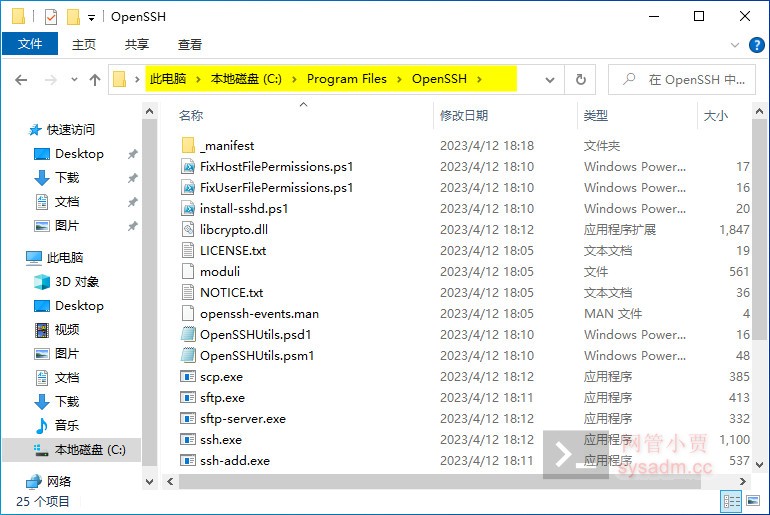 OpenSSH
文件 主页 共享 查看
此电脑 本地磁盘 (C:) Program Files OpenSSH 在 OpenSSH 中...
名称 修改日期 类型 大小
快速访问
Desktop
下载
文档
图片
此电脑
3D 对象
Desktop
视频
图片
文档
下载
音乐
本地磁盘 (C:)
网络
_manifest 2023/4/12 18:18 文件夹
FixHostFilePermissions.ps1 2023/4/12 18:10 Windows Power... 17
FixUserFilePermissions.ps1 2023/4/12 18:10 Windows Power... 16
install-sshd.ps1 2023/4/12 18:10 Windows Power... 20
libcrypto.dll 2023/4/12 18:12 应用程序扩展 1,847
LICENSE.txt 2023/4/12 18:05 文本文档 19
moduli 2023/4/12 18:05 文件 561
NOTICE.txt 2023/4/12 18:05 文本文档 36
openssh-events.man 2023/4/12 18:05 MAN 文件 4
OpenSSHUtils.psd1 2023/4/12 18:10 Windows Power... 16
OpenSSHUtils.psm1 2023/4/12 18:10 Windows Power... 48
scp.exe 2023/4/12 18:12 应用程序 385
sftp.exe 2023/4/12 18:11 应用程序 413
sftp-server.exe 2023/4/12 18:12 应用程序 332
ssh.exe 2023/4/12 18:12 应用程序 1,100
ssh-add.exe 2023/4/12 18:11 应用程序 537
网管小贾
sysadm.cc
25 个项目